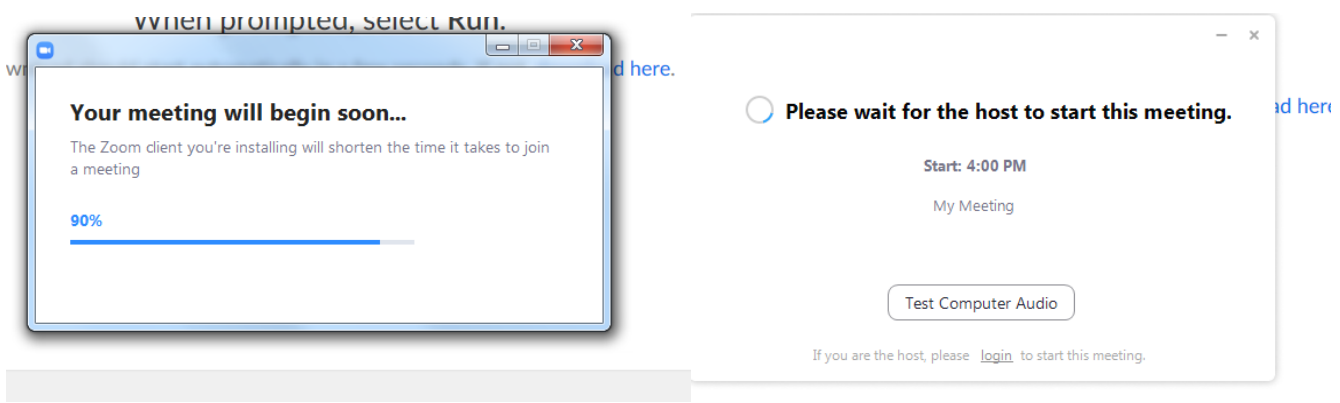 When prompted, select Run.
d here.
Your meeting will begin soon...
The Zoom client you're installing will shorten the time it takes to join
a meeting
90%
ad here
Please wait for the host to start this meeting.
Start: 4:00 PM
My Meeting
Test Computer Audio
If you are the host, please login to start this meeting.